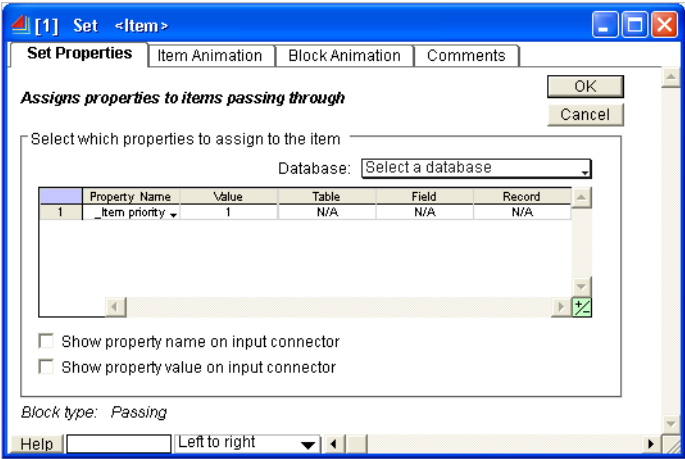 [1] Set <Item>
Set Properties Item Animation Block Animation Comments
Assigns properties to items passing through
OK
Cancel
Select which properties to assign to the item
Database: Select a database
Property Name Value Table Field Record
1 _Item priority 1 N/A N/A N/A
Show property name on input connector
Show property value on input connector
Block type: Passing
Help Left to right